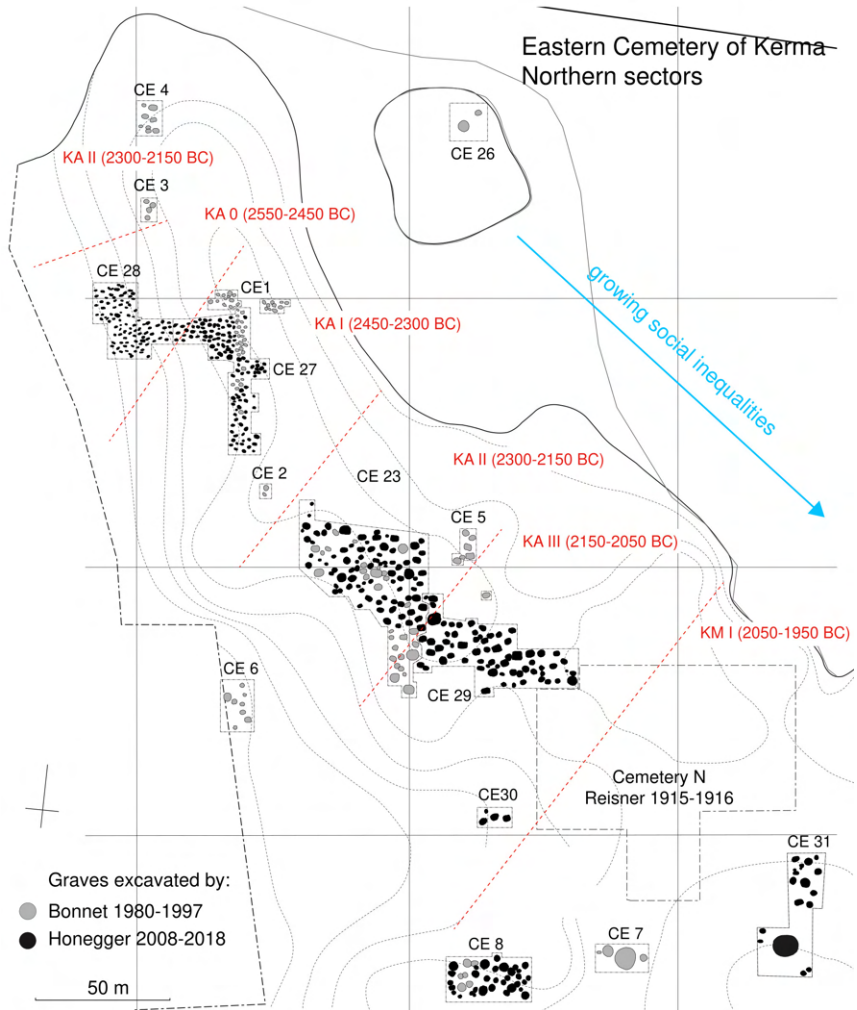 Eastern Cemetery of Kerma
Northern sectors
CE 4
CE 26
KA II (2300-2150 BC)
CE 3
KA 0 (2550-2450 BC)
CE 28
CE1
growing social inequalities
KA I (2450-2300 BC)
CE 27
KA II (2300-2150 BC)
CE 2
CE 23
CE 5
KA III (2150-2050 BC)
KM I (2050-1950 BC)
CE 6
CE 29
Cemetery N
Reisner 1915-1916
CE30
CE 31
Graves excavated by:
Bonnet 1980-1997
Honegger 2008-2018
CE 8
CE 7
50 m